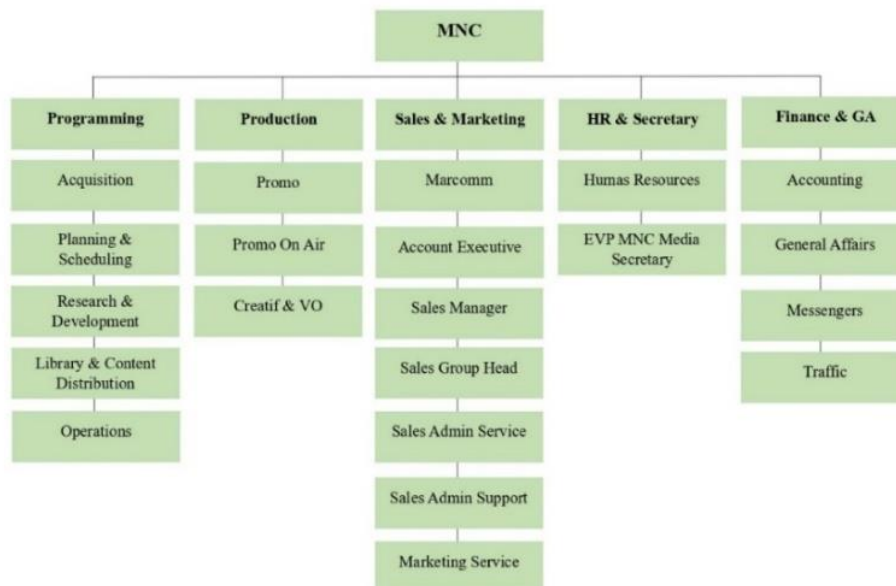 MNC
Programming
Production
Sales & Marketing
HR & Secretary
Finance & GA
Acquisition
Planning &
Scheduling
Research &
Development
Library & Content
Distribution
Operations
Promo
Promo On Air
Creatif & VO
Marcomm
Account Executive
Sales Manager
Sales Group Head
Sales Admin Service
Sales Admin Support
Marketing Service
Humas Resources
EVP MNC Media
Secretary
Accounting
General Affairs
Messengers
Traffic